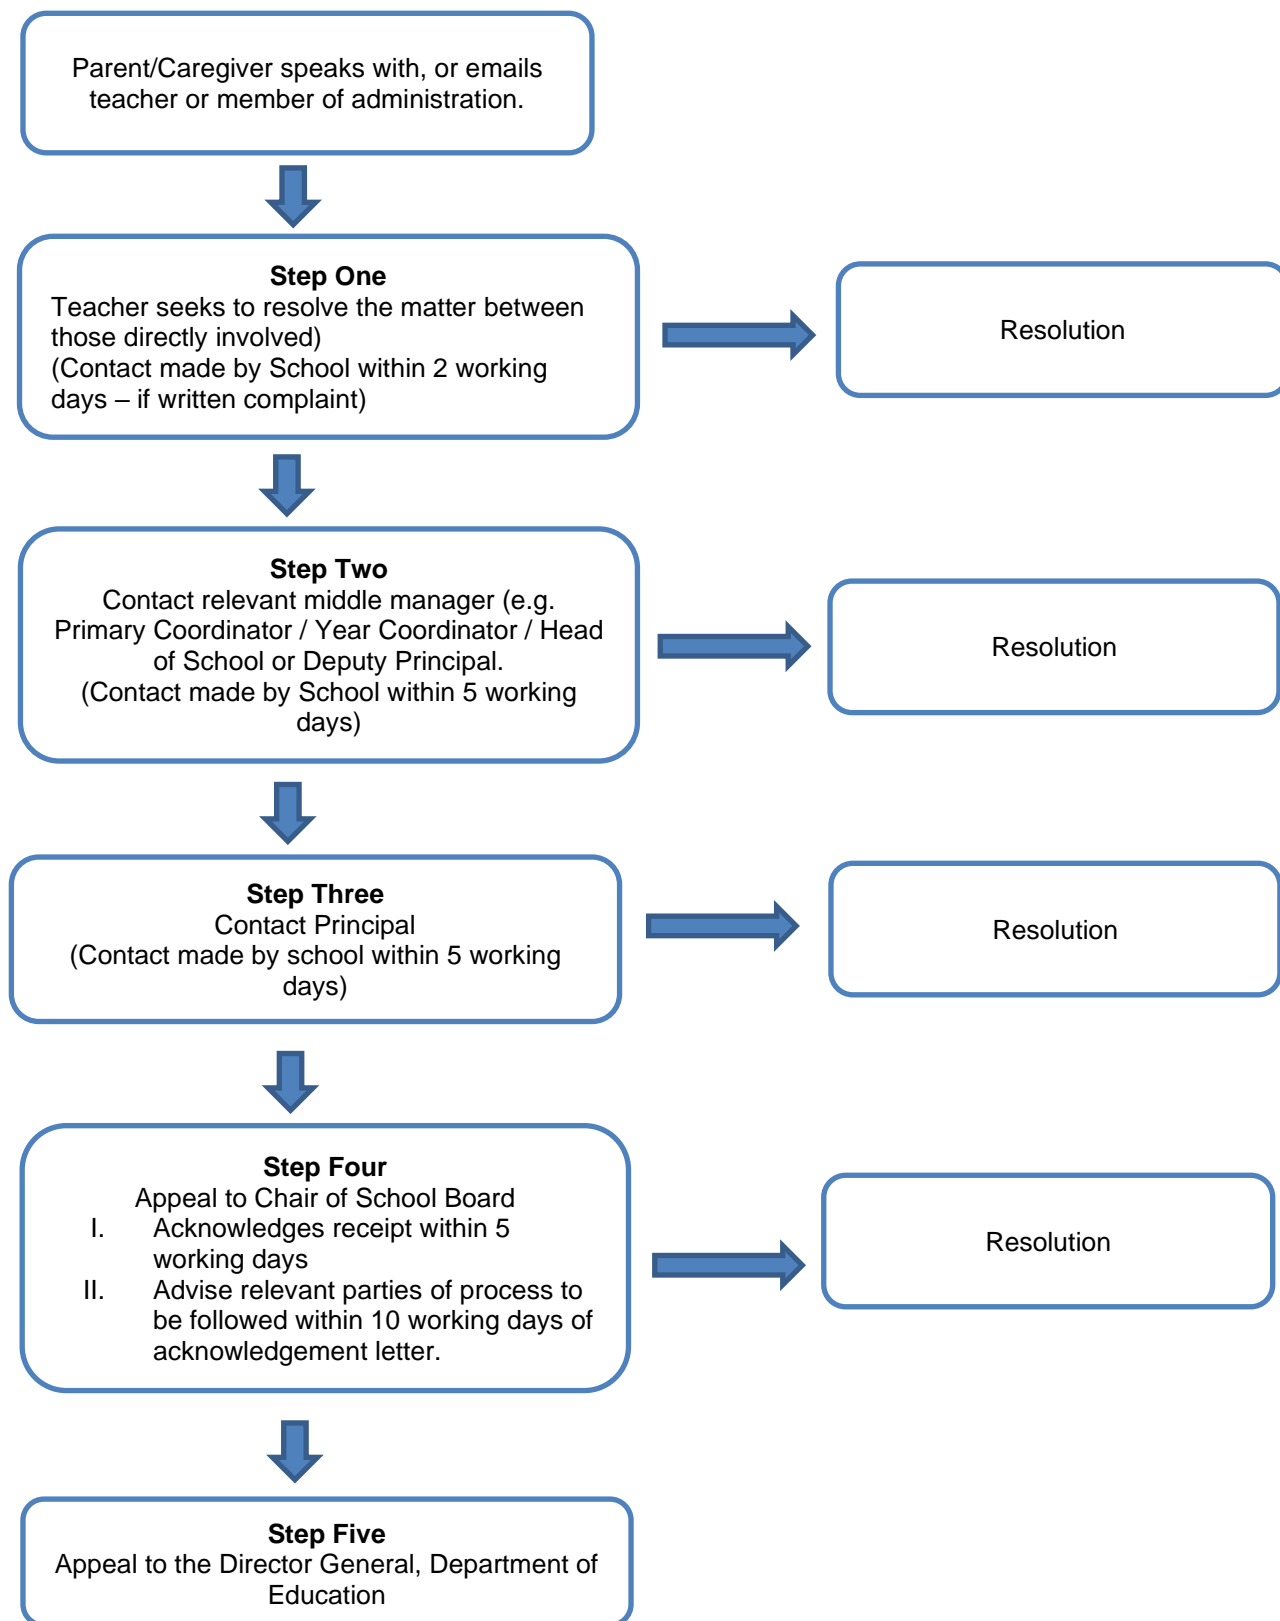 Parent/Caregiver speaks with, or emails
teacher or member of administration.
Step One
Teacher seeks to resolve the matter between
those directly involved)
(Contact made by School within 2 working
days – if written complaint)
Resolution
Step Two
Contact relevant middle manager (e.g.
Primary Coordinator / Year Coordinator / Head
of School or Deputy Principal.
(Contact made by School within 5 working
days)
Resolution
Step Three
Contact Principal
(Contact made by school within 5 working
days)
Resolution
Step Four
Appeal to Chair of School Board
I. Acknowledges receipt within 5
working days
II. Advise relevant parties of process to
be followed within 10 working days of
acknowledgement letter.
Resolution
Step Five
Appeal to the Director General, Department of
Education